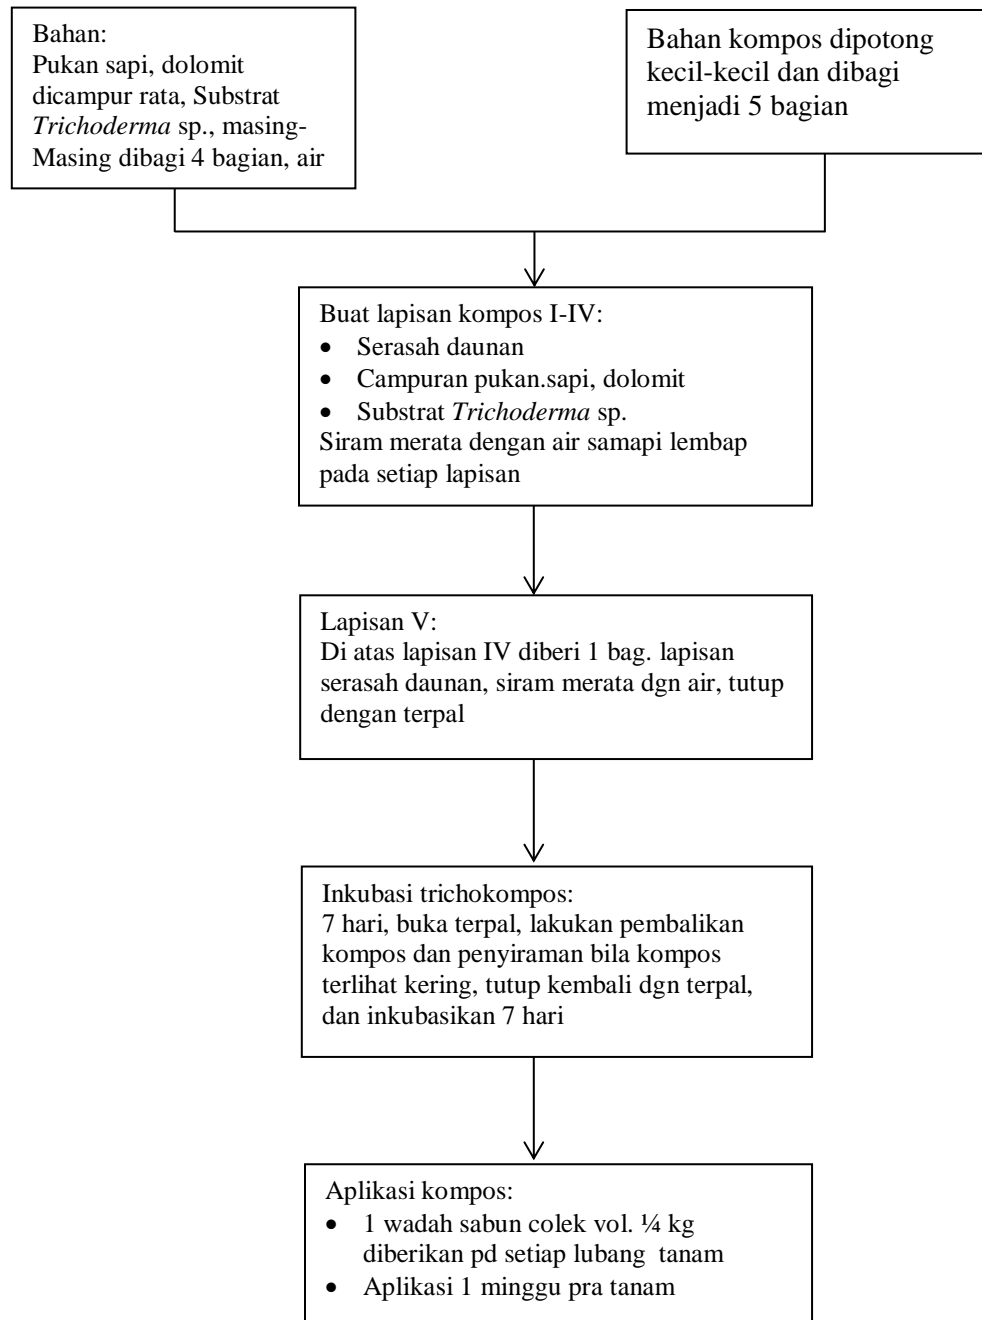 Bahan:
Pukan sapi, dolomit
dicampur rata, Substrat
Trichoderma sp., masing-
Masing dibagi 4 bagian, air
Bahan kompos dipotong
kecil-kecil dan dibagi
menjadi 5 bagian
Buat lapisan kompos I-IV:
• Serasah daunan
• Campuran pukan.sapi, dolomit
• Substrat Trichoderma sp.
Siram merata dengan air samapi lembap
pada setiap lapisan
Lapisan V:
Di atas lapisan IV diberi 1 bag. lapisan
serasah daunan, siram merata dgn air, tutup
dengan terpal
Inkubasi trichokompos:
7 hari, buka terpal, lakukan pembalikan
kompos dan penyiraman bila kompos
terlihat kering, tutup kembali dgn terpal,
dan inkubasikan 7 hari
Aplikasi kompos:
• 1 wadah sabun colek vol. ¼ kg
diberikan pd setiap lubang tanam
• Aplikasi 1 minggu pra tanam